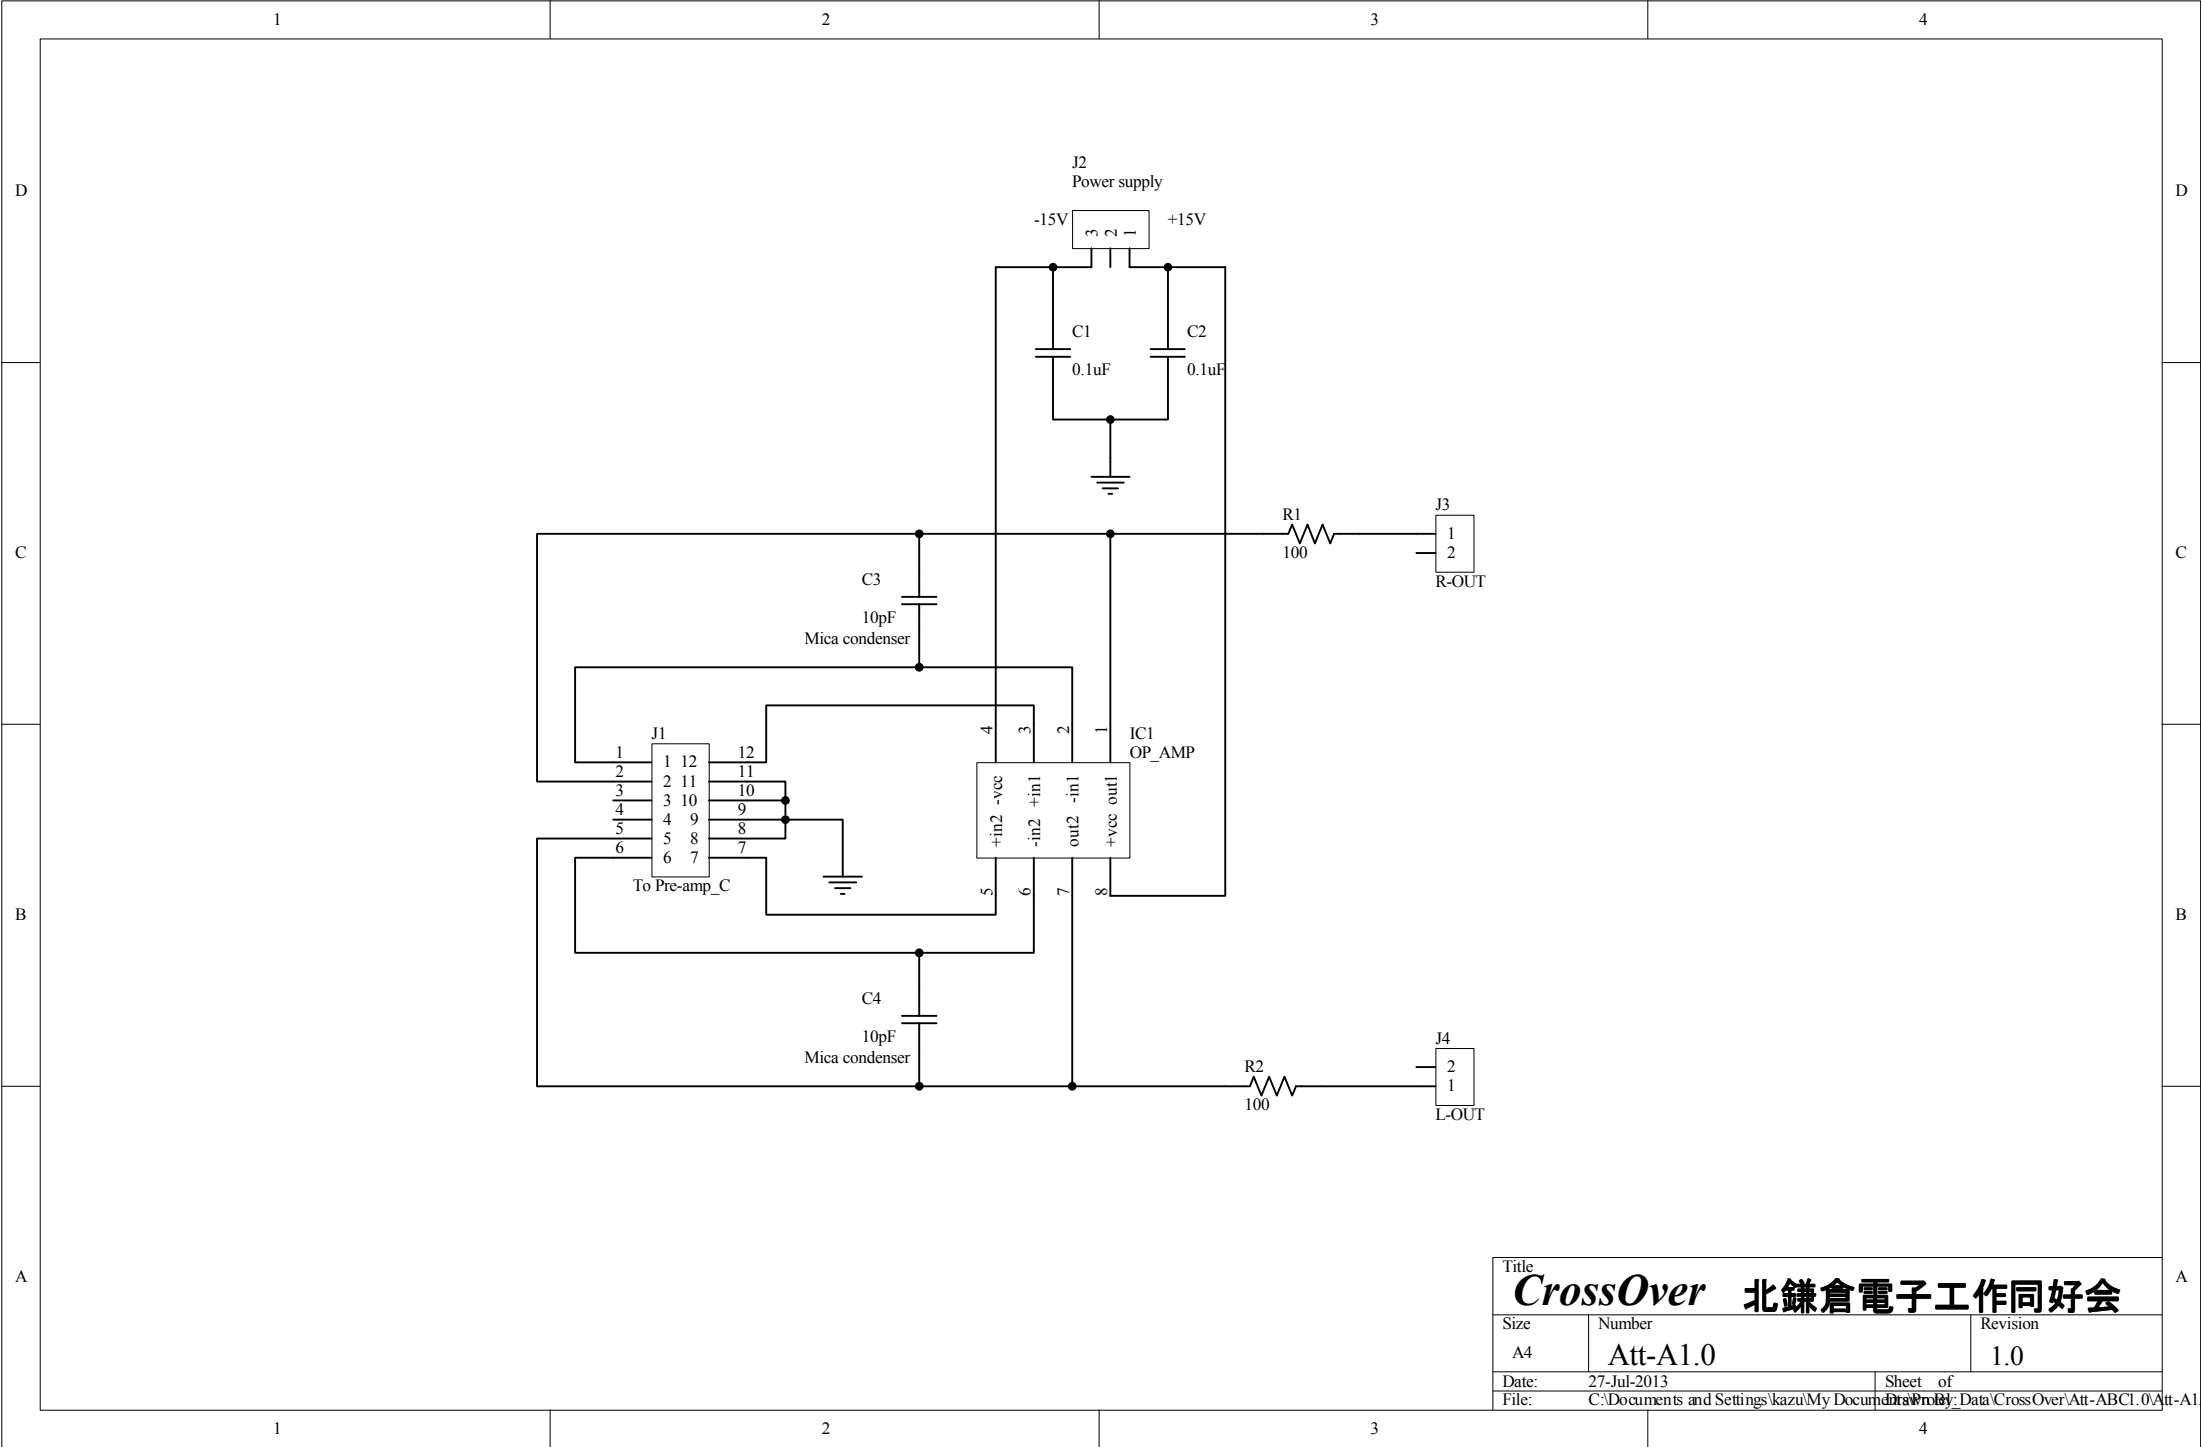 1 2 3 4
D D
J2
Power supply
-15V +15V
3 2 1
C1 C2
0.1uF 0.1uF
C C
R1
100
J3
1
2
R-OUT
C3
10pF
Mica condenser
J1
1 1 12 12
2 2 11 11
3 3 10 10
4 4 9 9
5 5 8 8
6 6 7 7
To Pre-amp_C
4 3 2 1
IC1
OP_AMP
-vcc +in1 -in1 out1
+in2 -in2 out2 +vcc
5 6 7 8
B B
C4
10pF
Mica condenser
R2
100
J4
2
1
L-OUT
A A
Title
CrossOver 北鎌倉電子工作同好会
Size Number Revision
A4 Att-A1.0 1.0
Date: 27-Jul-2013 Sheet of
File: C:\Documents and Settings\kazu\My Drawn By: Data\CrossOver\Att-ABC1.0\Att-A1
1 2 3 4